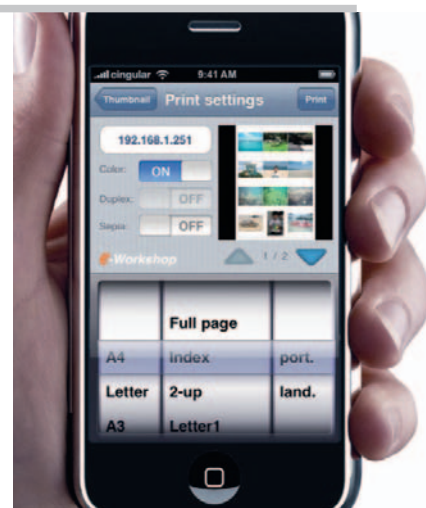 cingular 9:41 AM
Thumbnail Print settings Print
192.168.1.251
Color: ON
Duplex: OFF
Sepia: OFF
-Workshop 1 / 2
Full page
A4 Index port.
Letter 2-up land.
A3 Letter1